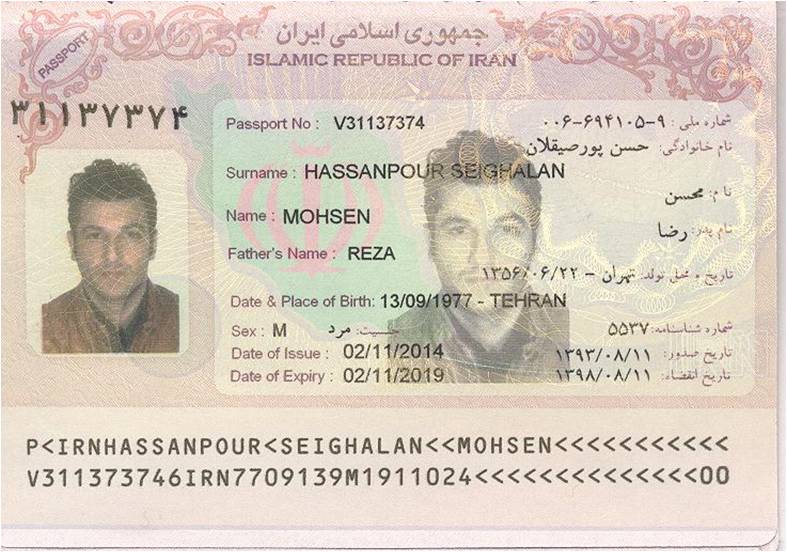 PASSPORT
جمهوری اسلامی ایران
ISLAMIC REPUBLIC OF IRAN
۳۱۱۳۷۳۷۴
Passport No : V31137374 شماره ملی : ۰۰۶-۶۹۴۱۰۵-۹
نام خانوادگی: حسن پورصیقلان
Surname : HASSANPOUR SEIGHALAN
نام: محسن
Name : MOHSEN
نام پدر: رضا
Father's Name : REZA
تاریخ و محل تولد: تهران - ۱۳۵۶/۰۶/۲۲
Date & Place of Birth: 13/09/1977 - TEHRAN
Sex : M جنسیت: مرد شماره شناسنامه: ۵۵۳۷
Date of Issue : 02/11/2014 تاریخ صدور: ۱۳۹۳/۰۸/۱۱
Date of Expiry : 02/11/2019 تاریخ انقضاء: ۱۳۹۸/۰۸/۱۱
P<IRNHASSANPOUR<SEIGHALAN<<MOHSEN<<<<<<<<<<<
V311373746IRN7709139M1911024<<<<<<<<<<<<<<00